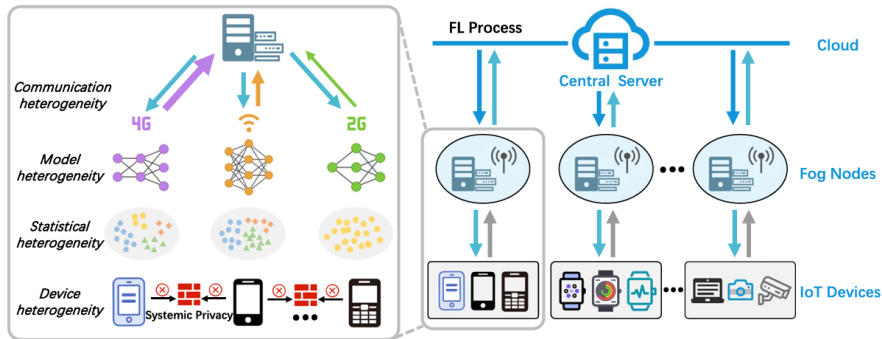 Communication
heterogeneity
4G
2G
Model
heterogeneity
Statistical
heterogeneity
Device
heterogeneity
Systemic Privacy
FL Process
Cloud
Central Server
Fog Nodes
IoT Devices